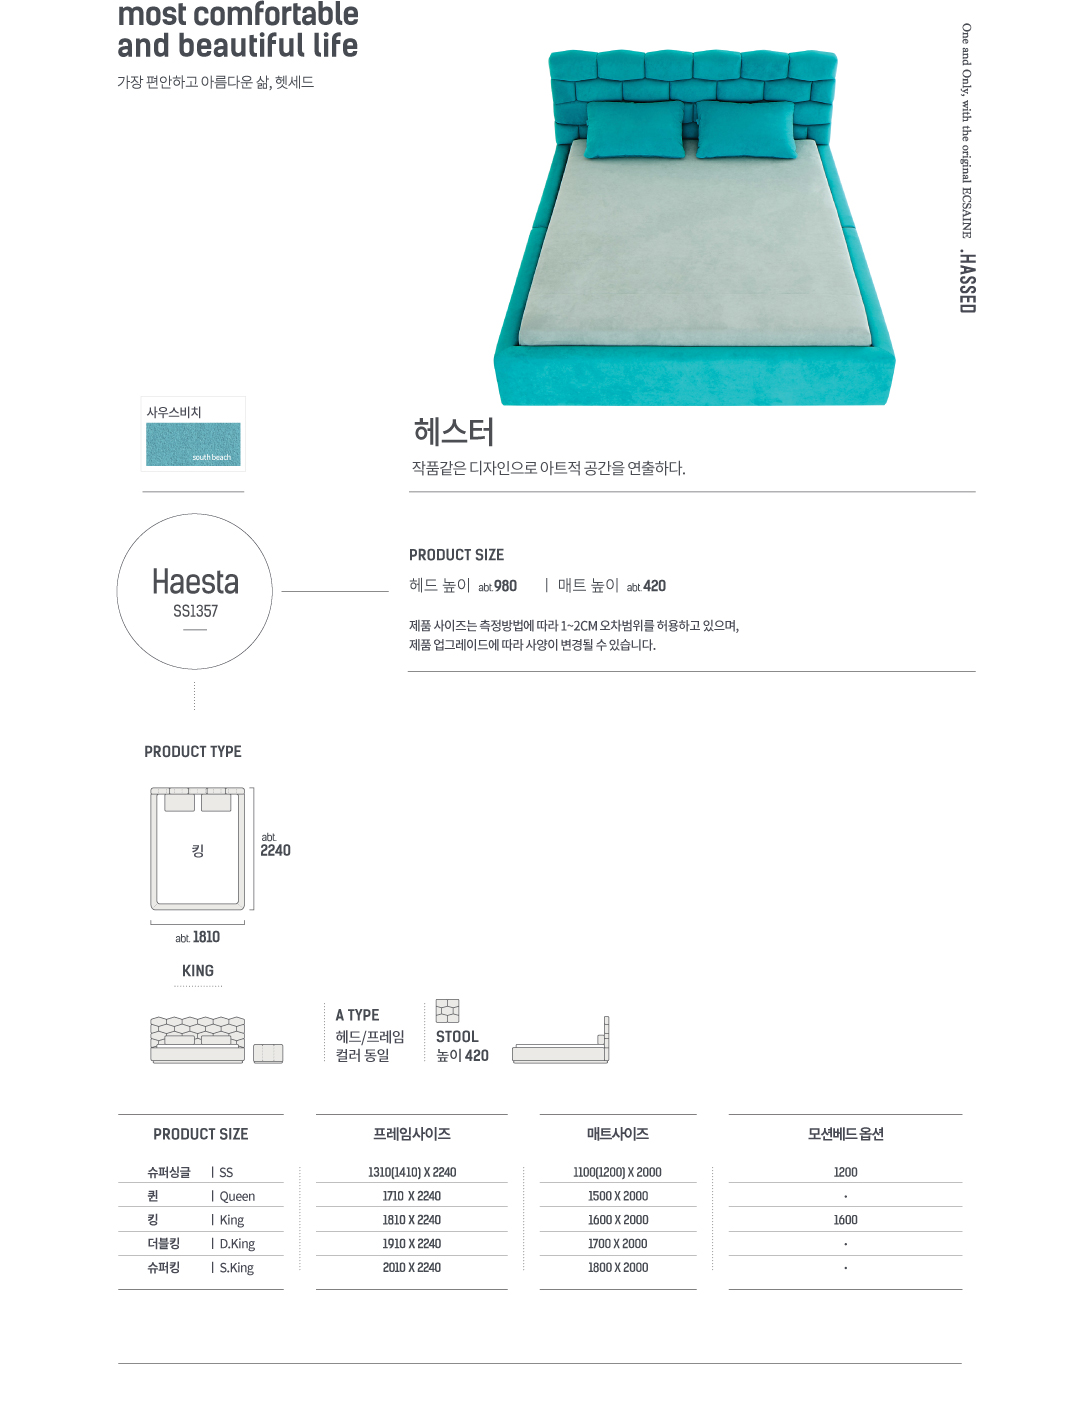 most comfortable
and beautiful life
가장 편안하고 아름다운 삶, 헷세드
One and Only, with the original ECSAINE .HASSED
사우스비치
south beach
헤스터
작품같은 디자인으로 아트적 공간을 연출하다.
Haesta
SS1357
PRODUCT SIZE
헤드 높이 abt.980 | 매트 높이 abt.420
제품 사이즈는 측정방법에 따라 1~2CM 오차범위를 허용하고 있으며,
제품 업그레이드에 따라 사양이 변경될 수 있습니다.
PRODUCT TYPE
킹
abt.
2240
abt. 1810
KING
A TYPE
헤드/프레임
컬러 동일
STOOL
높이 420
PRODUCT SIZE 프레임사이즈 매트사이즈 모션베드 옵션
슈퍼싱글 | SS 1310(1410) X 2240 1100(1200) X 2000 1200
퀸 | Queen 1710 X 2240 1500 X 2000 ·
킹 | King 1810 X 2240 1600 X 2000 1600
더블킹 | D.King 1910 X 2240 1700 X 2000 ·
슈퍼킹 | S.King 2010 X 2240 1800 X 2000 ·